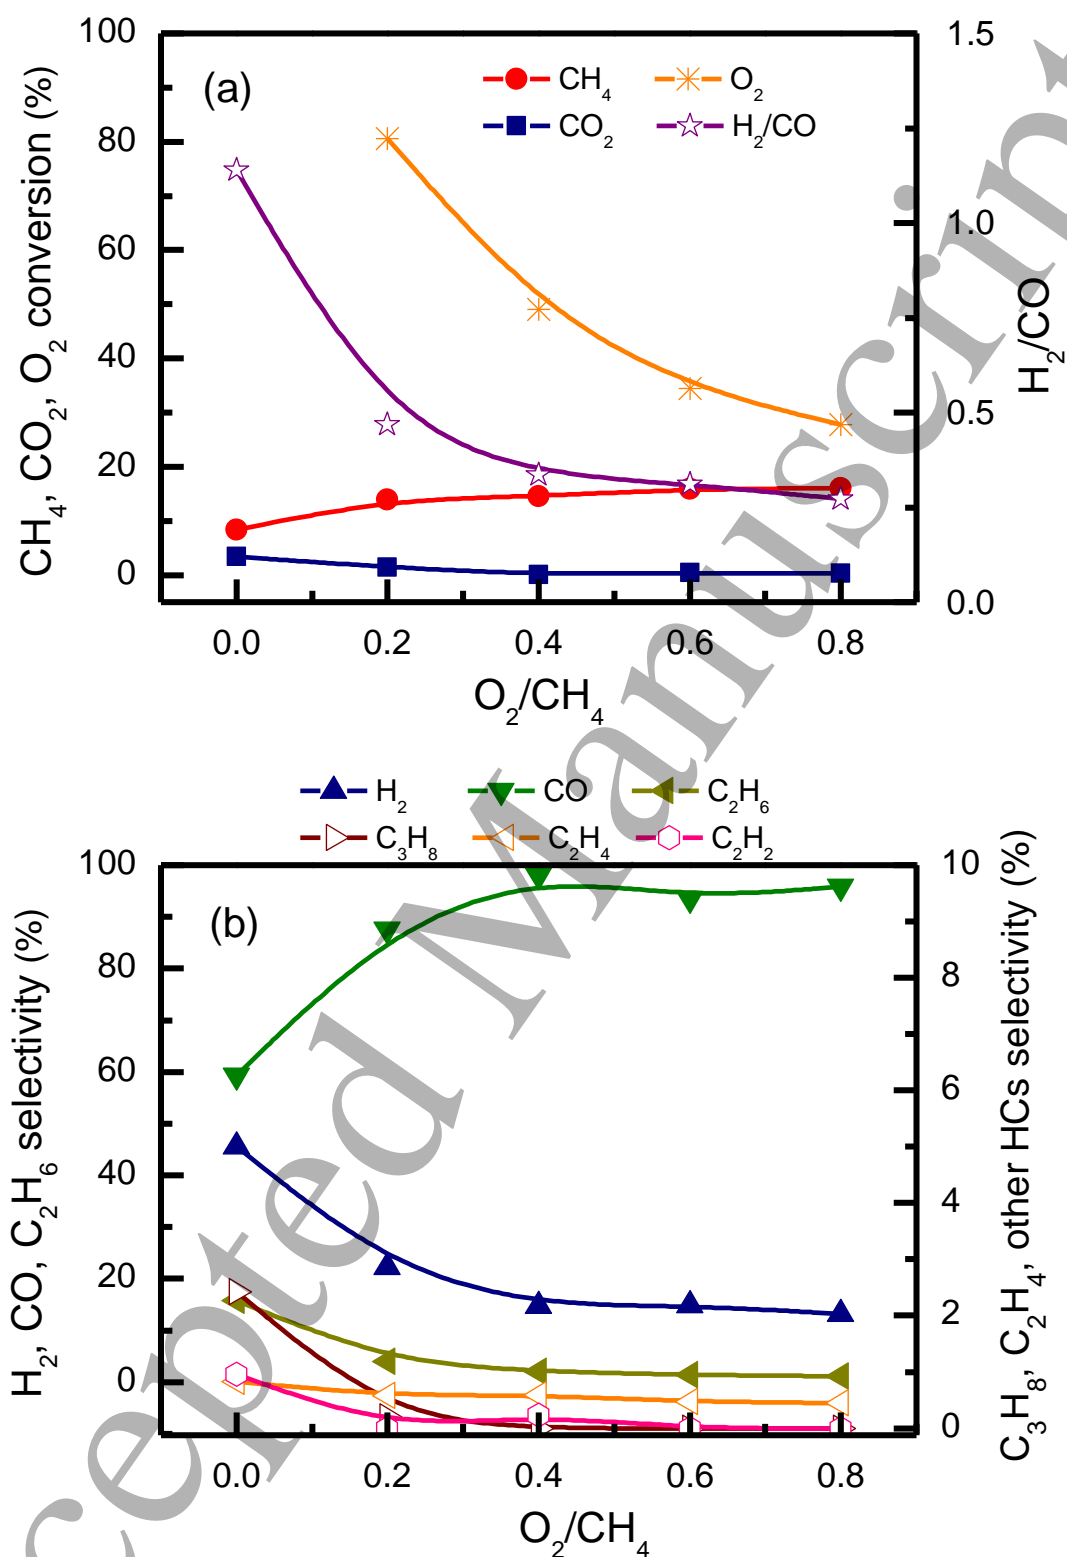 (a)
CH₄ O₂
CO₂ H₂/CO
100
80
60
40
20
0
CH₄, CO₂, O₂ conversion (%)
1.5
1.0
0.5
0.0
H₂/CO
0.0 0.2 0.4 0.6 0.8
O₂/CH₄
H₂ CO C₂H₆
C₃H₈ C₂H₄ C₂H₂
(b)
100
80
60
40
20
0
H₂, CO, C₂H₆ selectivity (%)
10
8
6
4
2
0
C₃H₈, C₂H₄, other HCs selectivity (%)
0.0 0.2 0.4 0.6 0.8
O₂/CH₄
cepted Manuscript